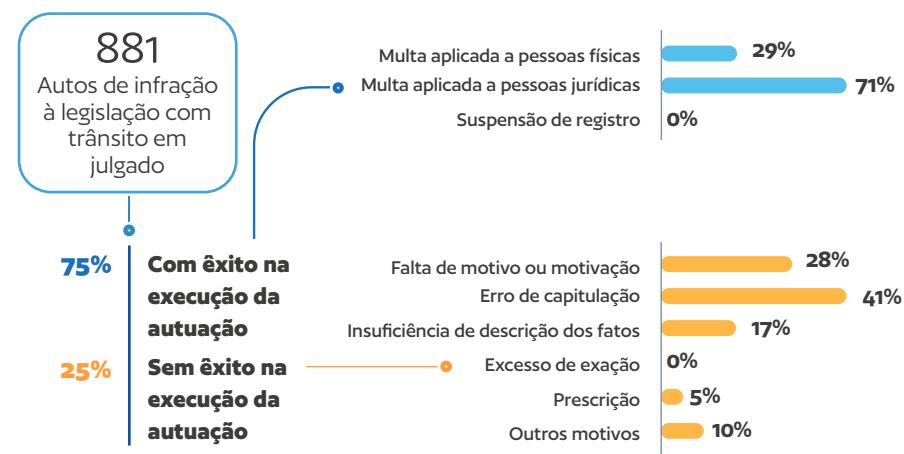 881
Autos de infração
à legislação com
trânsito em
julgado
Multa aplicada a pessoas físicas 29%
Multa aplicada a pessoas jurídicas 71%
Suspensão de registro 0%
75% Com êxito na
execução da
autuação
25% Sem êxito na
execução da
autuação
Falta de motivo ou motivação 28%
Erro de capitulação 41%
Insuficiência de descrição dos fatos 17%
Excesso de exação 0%
Prescrição 5%
Outros motivos 10%